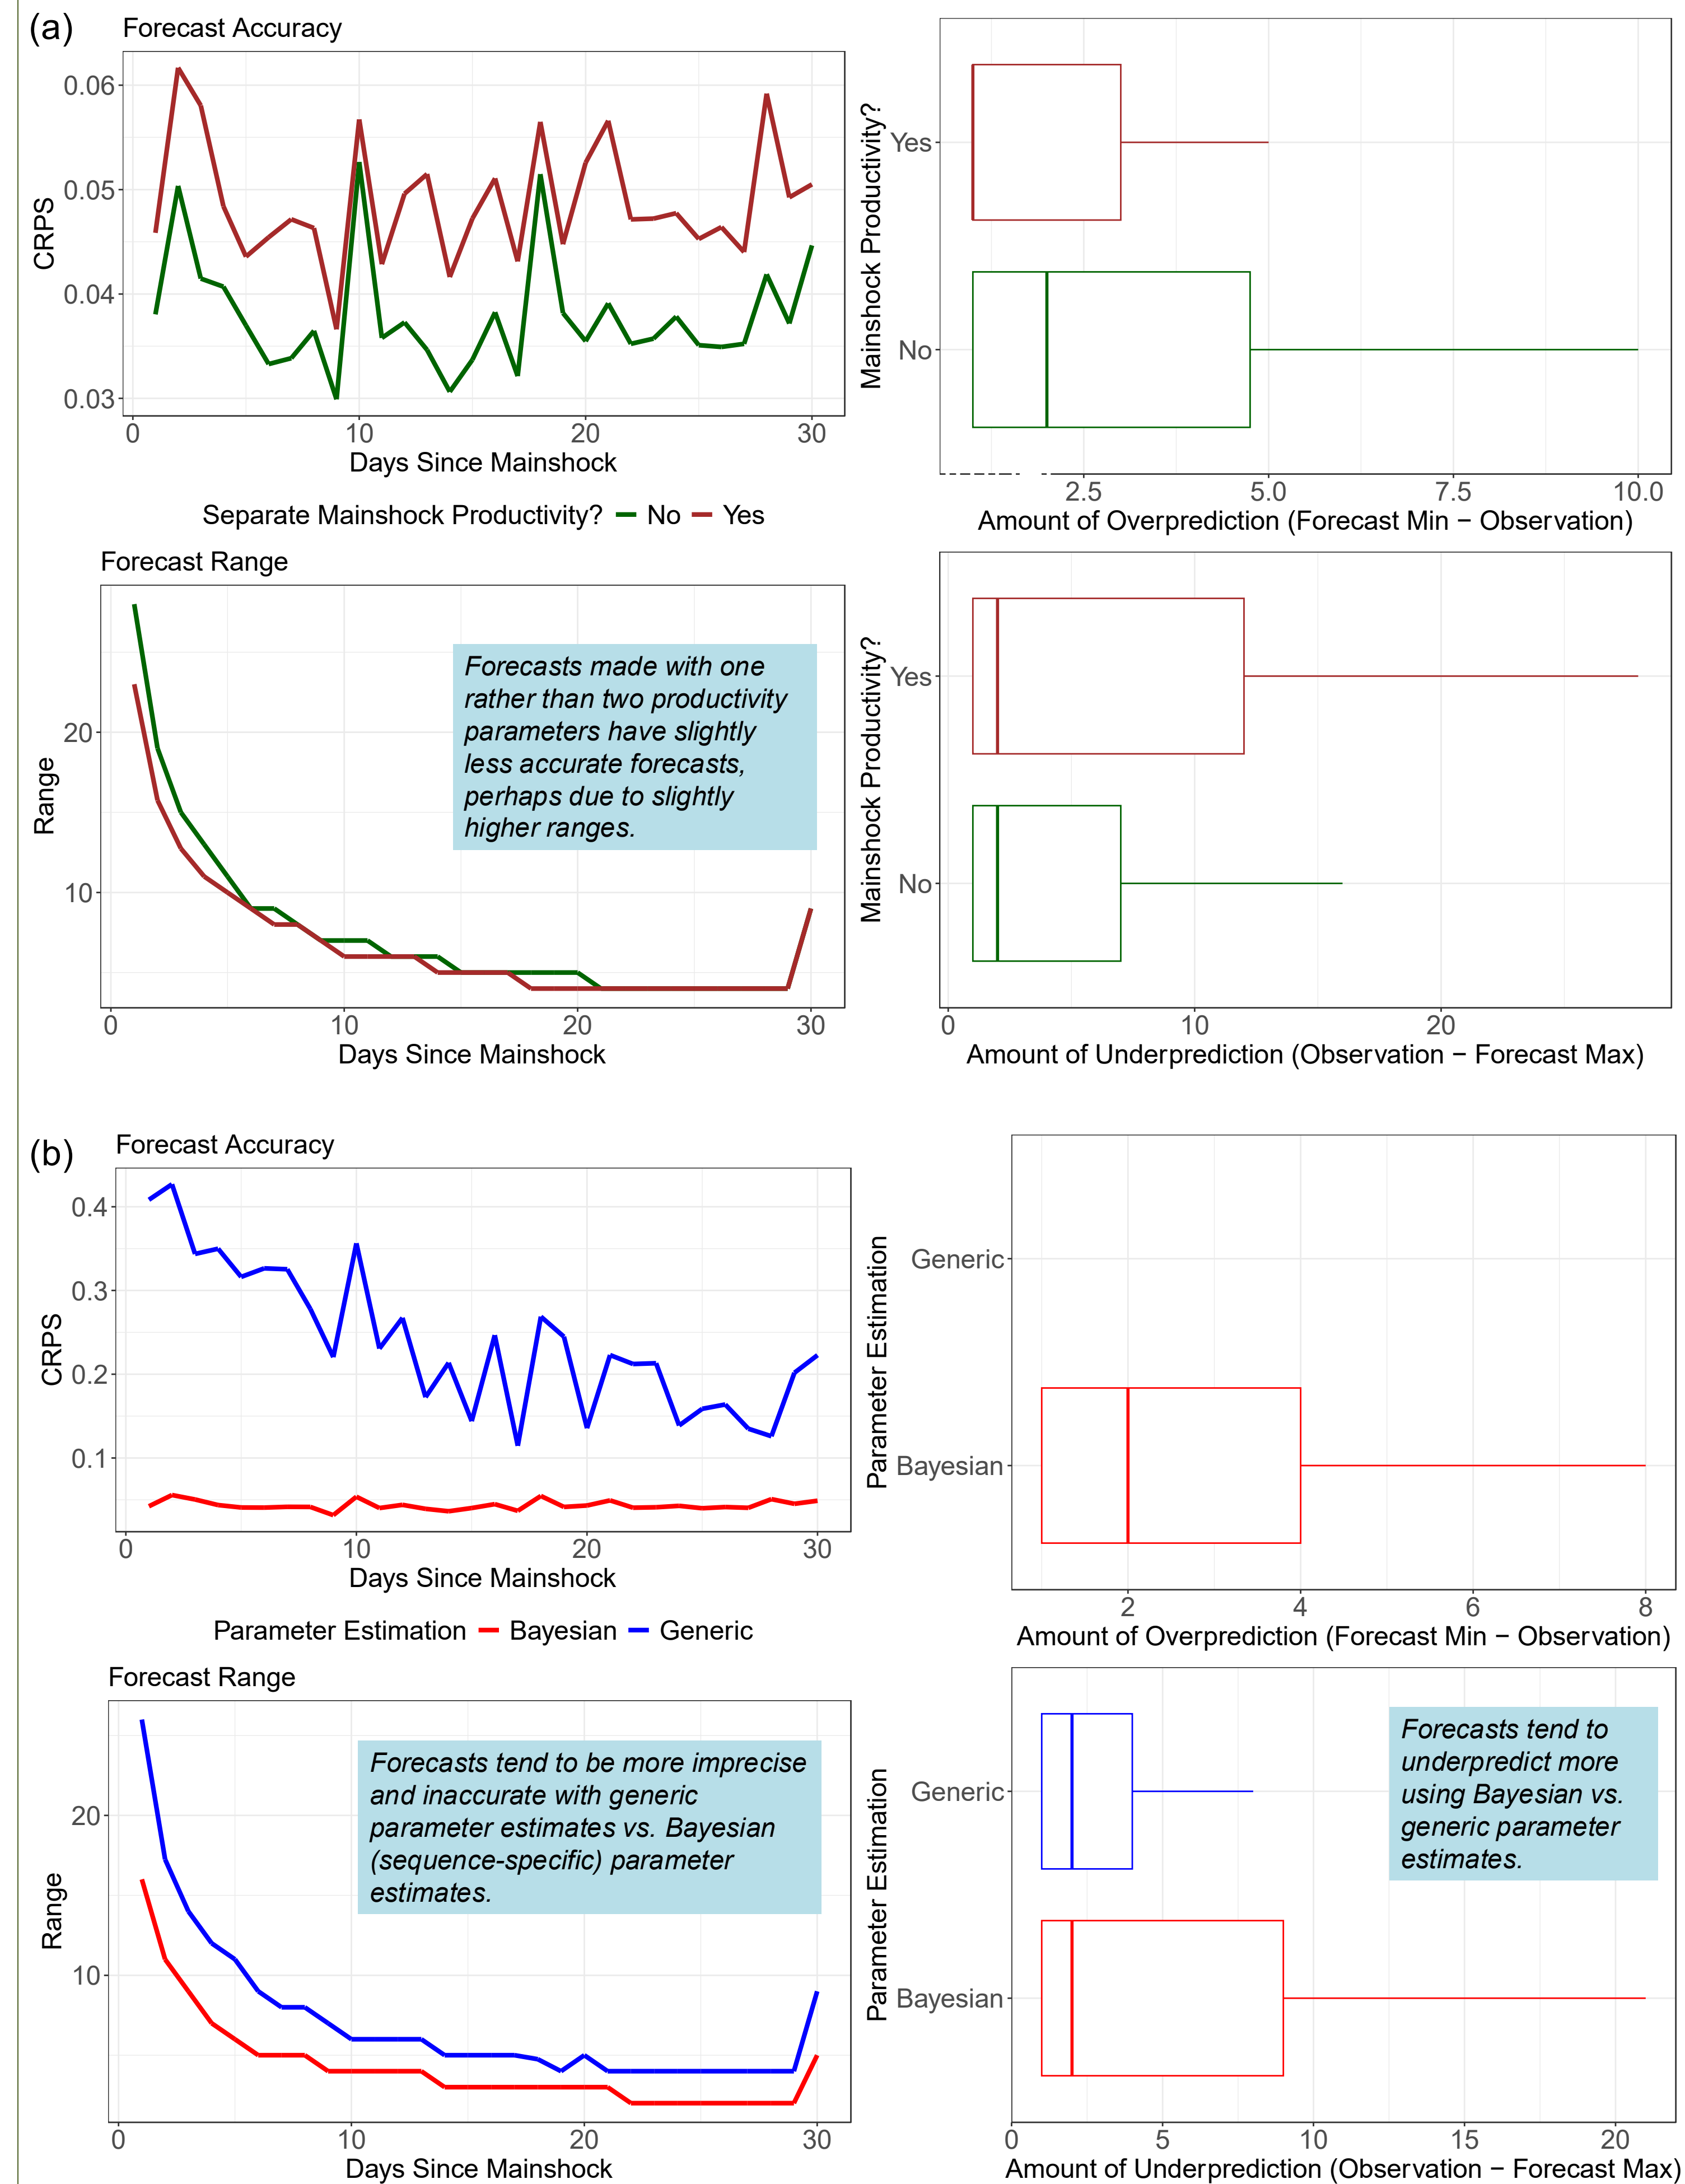 (a)
Forecast Accuracy
0.06
0.05
0.04
0.03
CRPS
0
10
20
30
Days Since Mainshock
Separate Mainshock Productivity? No Yes
Mainshock Productivity?
Yes
No
2.5
5.0
7.5
10.0
Amount of Overprediction (Forecast Min − Observation)
Forecast Range
20
10
Range
Forecasts made with one
rather than two productivity
parameters have slightly
less accurate forecasts,
perhaps due to slightly
higher ranges.
0
10
20
30
Days Since Mainshock
Mainshock Productivity?
Yes
No
0
10
20
Amount of Underprediction (Observation − Forecast Max)
(b)
Forecast Accuracy
0.4
0.3
0.2
0.1
CRPS
0
10
20
30
Days Since Mainshock
Parameter Estimation Bayesian Generic
Parameter Estimation
Generic
Bayesian
2
4
6
8
Amount of Overprediction (Forecast Min − Observation)
Forecast Range
20
10
Range
Forecasts tend to be more imprecise
and inaccurate with generic
parameter estimates vs. Bayesian
(sequence-specific) parameter
estimates.
0
10
20
30
Days Since Mainshock
Parameter Estimation
Generic
Bayesian
Forecasts tend to
underpredict more
using Bayesian vs.
generic parameter
estimates.
0
5
10
15
20
Amount of Underprediction (Observation − Forecast Max)